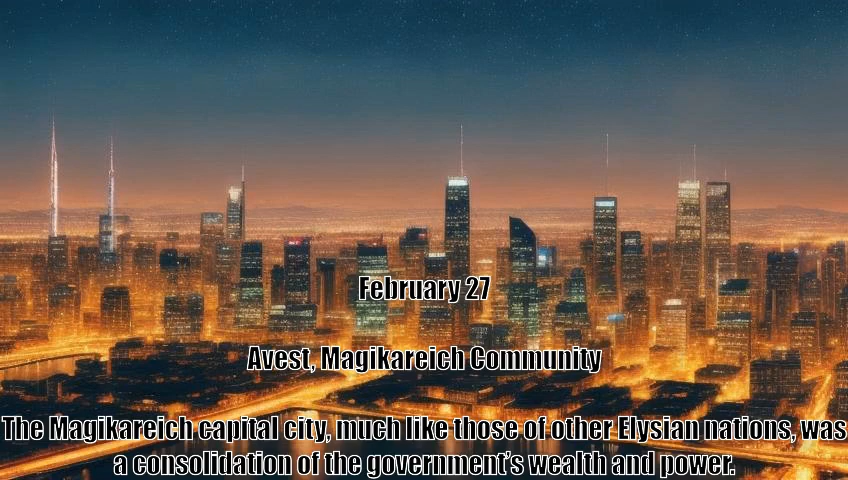 February 27
Avest, Magikareich Community
The Magikareich capital city, much like those of other Elysian nations, was
a consolidation of the government’s wealth and power.